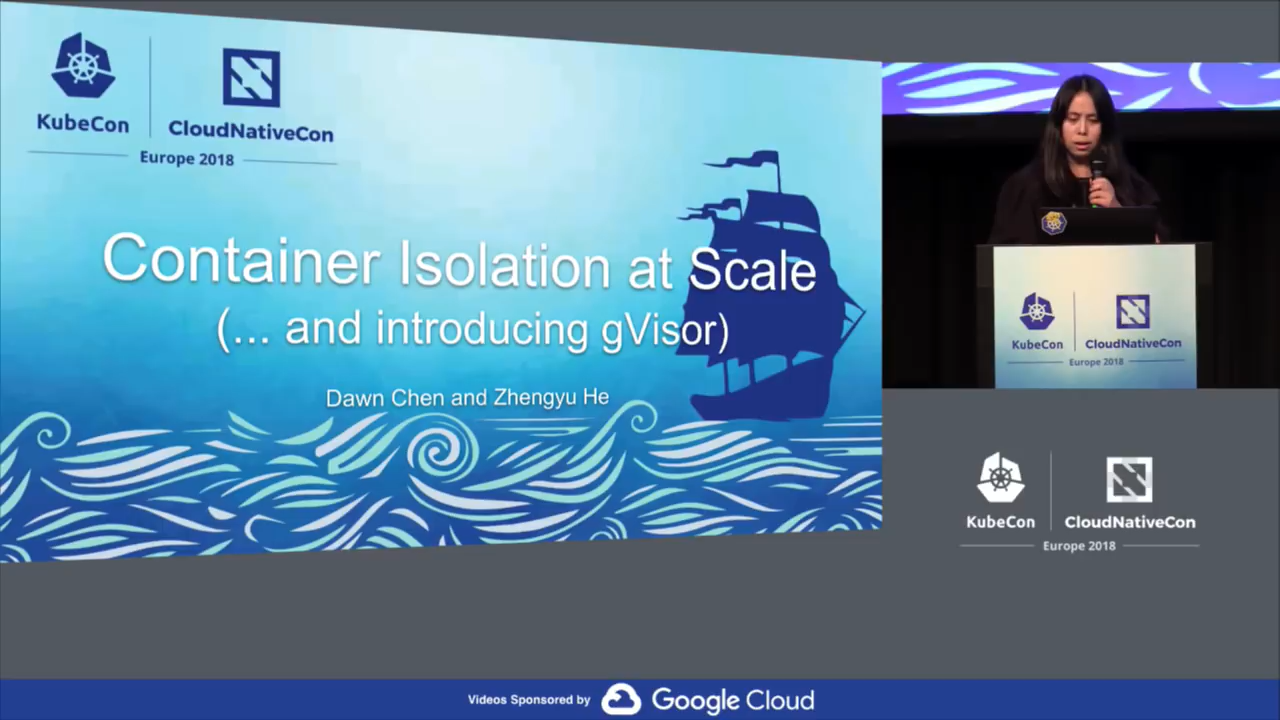 KubeCon
CloudNativeCon
Europe 2018
Container Isolation at Scale
(... and introducing gVisor)
Dawn Chen and Zhengyu He
KubeCon
CloudNativeCon
Europe 2018
KubeCon
CloudNativeCon
Europe 2018
Videos Sponsored by Google Cloud